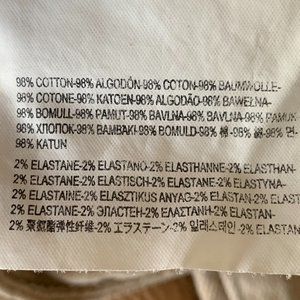 98% COTTON-98% ALGODÓN-98% COTON-98% BAUMWOLLE-
98% COTONE-98% KATOEN-98% ALGODÃO-98% BAWEŁNA-
98% BOMULL-98% PAMUT-98% BAVLNA-98% BAVLNA-98% PAMUK-
98% ХЛОПОК-98% ΒΑΜΒΑΚΙ-98% BOMULD-98% 棉-98% 綿-98% 면-
98% KATUN
2% ELASTANE-2% ELASTANO-2% ELASTHANNE-2% ELASTHAN-
2% ELASTAN-2% ELASTISCH-2% ELASTANE-2% ELASTYNA-
2% ELASTAINE-2% ELASZTIKUS ANYAG-2% ELASTAN-2%
ELASTANE-2% ЭЛАСТЕН-2% ΕΛΑΣΤΑΝΗ-2% ELASTAN-
2% 聚氨酯弹性纤维-2% エラステーン-2% 일레스테인-2% ELASTAN